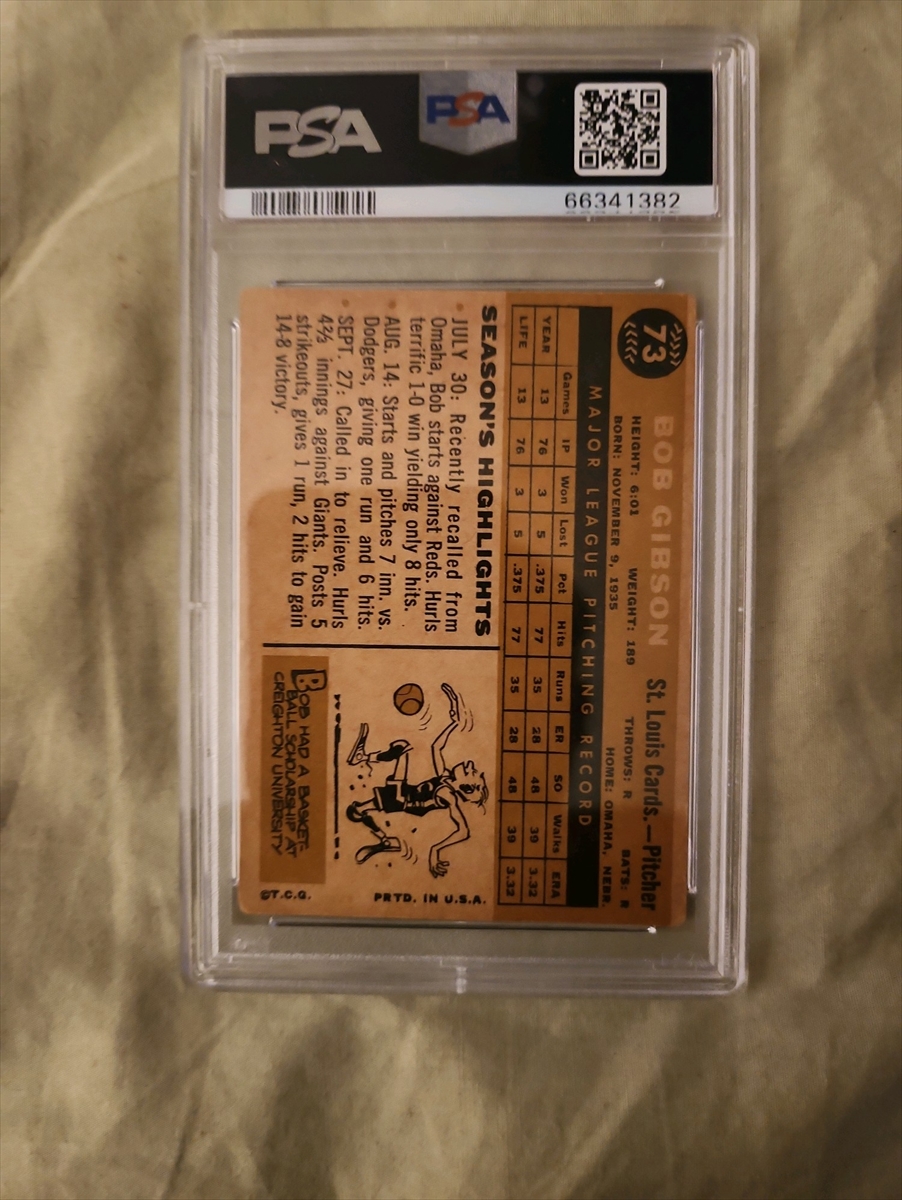 PSA
PSA
66341382
73
BOB GIBSON St. Louis Cards.—Pitcher
HEIGHT: 6:01 WEIGHT: 189 THROWS: R BATS: R
BORN: NOVEMBER 9, 1935 HOME: OMAHA, NEBR.
MAJOR LEAGUE PITCHING RECORD
Games IP Won Lost Pct Hits Runs ER SO Walks ERA
YEAR 13 76 3 5 .375 77 35 28 48 39 3.32
LIFE 13 76 3 5 .375 77 35 28 48 39 3.32
SEASON'S HIGHLIGHTS
• JULY 30: Recently recalled from
Omaha, Bob starts against Reds. Hurls
terrific 1-0 win yielding only 8 hits.
• AUG. 14: Starts and pitches 7 inn. vs.
Dodgers, giving one run and 6 hits.
• SEPT. 27: Called in to relieve. Hurls
4⅔ innings against Giants. Posts 5
strikeouts, gives 1 run, 2 hits to gain
14-8 victory.
BOB HAD A BASKET-
BALL SCHOLARSHIP AT
CREIGHTON UNIVERSITY
©T.C.G. PRTD. IN U.S.A.